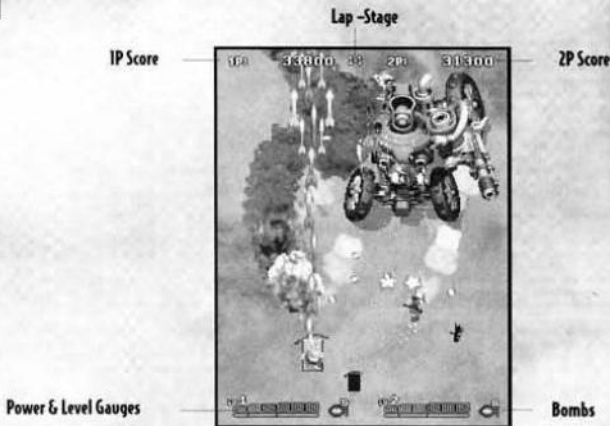 Lap –Stage
1P Score
2P Score
1P: 33800 2P: 31300
Power & Level Gauges
Bombs